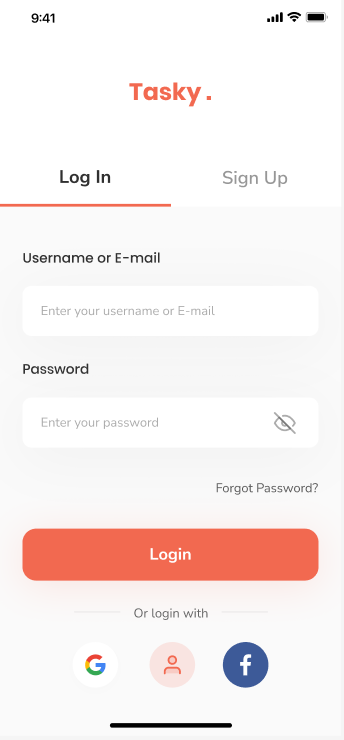 9:41
Tasky.
Log In
Sign Up
Username or E-mail
Enter your username or E-mail
Password
Enter your password
Forgot Password?
Login
Or login with